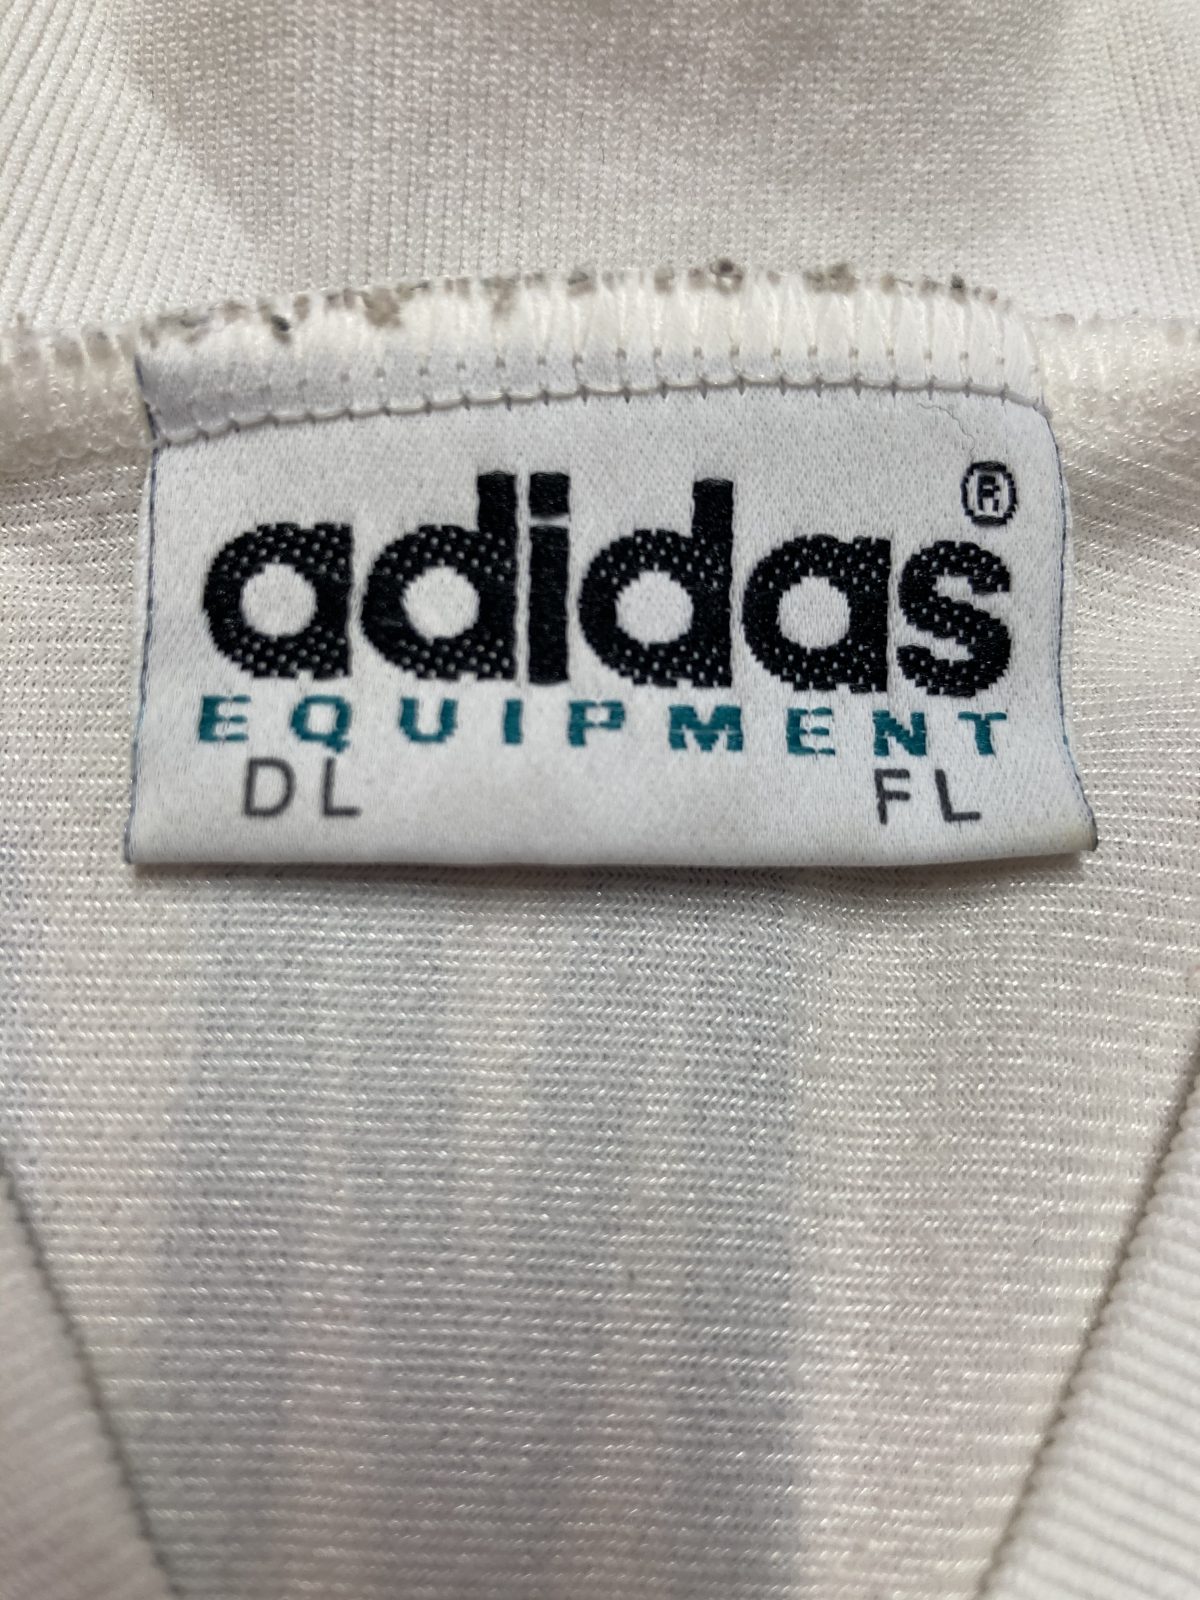 adidas®
EQUIPMENT
DL FL